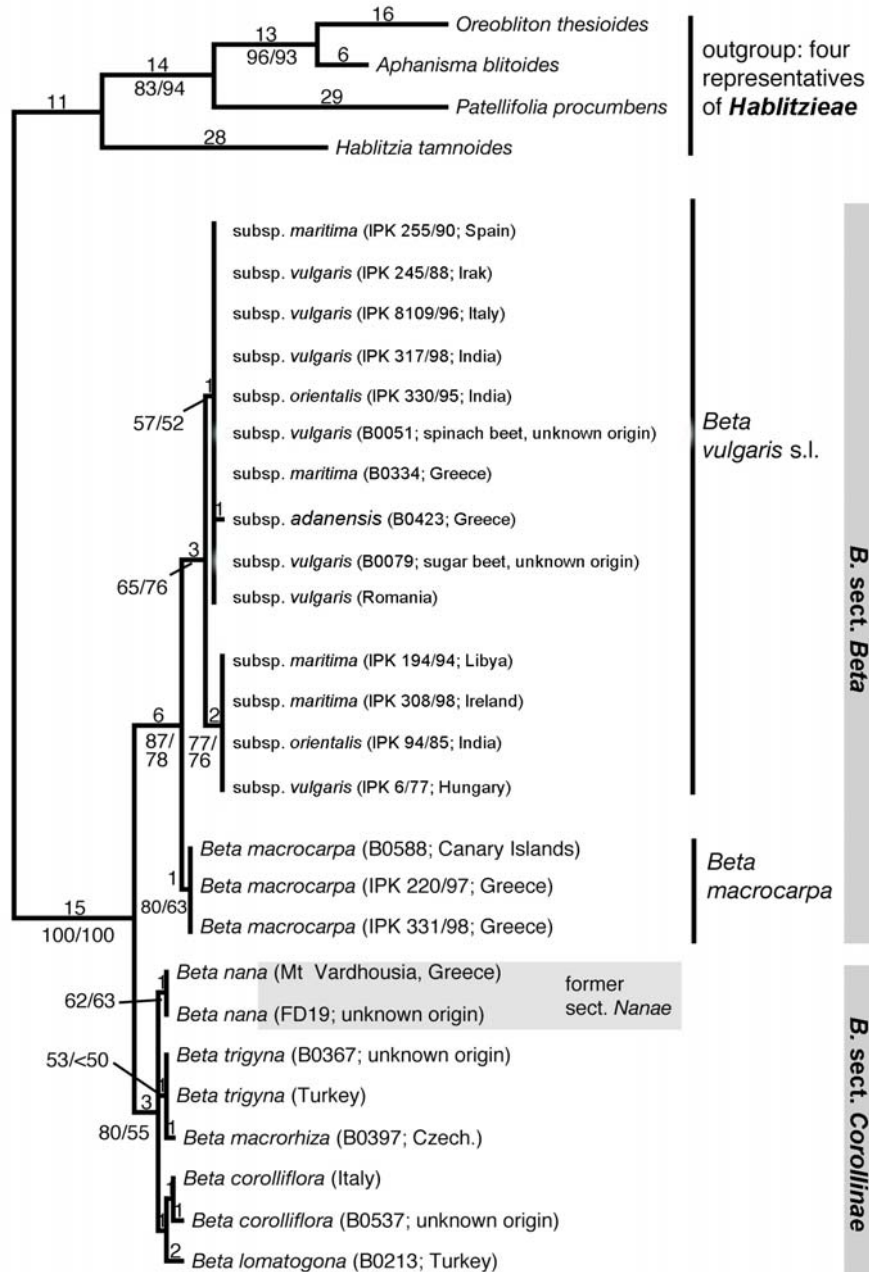 16
Oreobliton thesioides
13
96/93
6
Aphanisma blitoides
14
83/94
29
Patellifolia procumbens
11
28
Hablitzia tamnoides
outgroup: four
representatives
of Hablitzieae
subsp. maritima (IPK 255/90; Spain)
subsp. vulgaris (IPK 245/88; Irak)
subsp. vulgaris (IPK 8109/96; Italy)
subsp. vulgaris (IPK 317/98; India)
1
subsp. orientalis (IPK 330/95; India)
57/52
subsp. vulgaris (B0051; spinach beet, unknown origin)
subsp. maritima (B0334; Greece)
1
subsp. adanensis (B0423; Greece)
3
65/76
subsp. vulgaris (B0079; sugar beet, unknown origin)
subsp. vulgaris (Romania)
Beta
vulgaris s.l.
subsp. maritima (IPK 194/94; Libya)
subsp. maritima (IPK 308/98; Ireland)
6
87/
78
2
77/
76
subsp. orientalis (IPK 94/85; India)
subsp. vulgaris (IPK 6/77; Hungary)
B. sect. Beta
Beta macrocarpa (B0588; Canary Islands)
1
80/63
Beta macrocarpa (IPK 220/97; Greece)
Beta macrocarpa (IPK 331/98; Greece)
Beta
macrocarpa
15
100/100
1
Beta nana (Mt Vardhousia, Greece)
62/63
Beta nana (FD19; unknown origin)
former
sect. Nanae
53/<50
Beta trigyna (B0367; unknown origin)
1
Beta trigyna (Turkey)
3
80/55
1
Beta macrorhiza (B0397; Czech.)
1
Beta corolliflora (Italy)
1
Beta corolliflora (B0537; unknown origin)
1
2
Beta lomatogona (B0213; Turkey)
B. sect. Corollinae